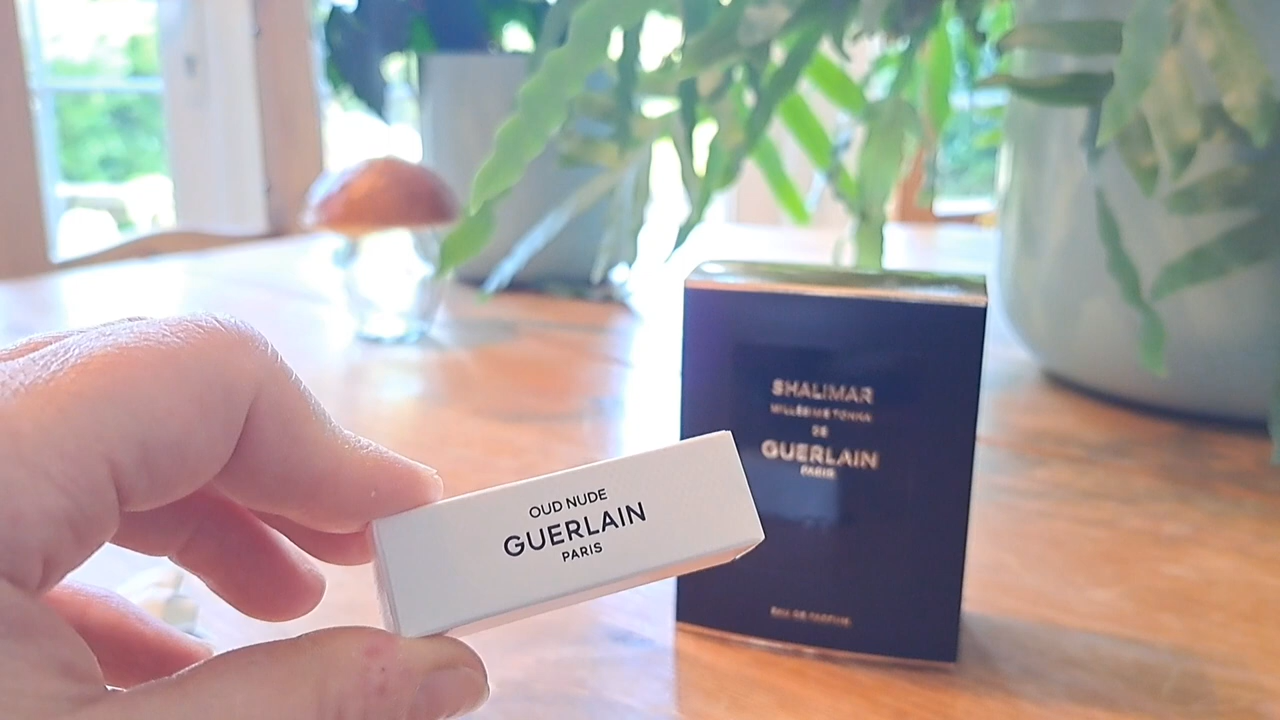 OUD NUDE
GUERLAIN
PARIS
SHALIMAR
MILLÉSIME TONKA
DE
GUERLAIN
PARIS
EAU DE PARFUM